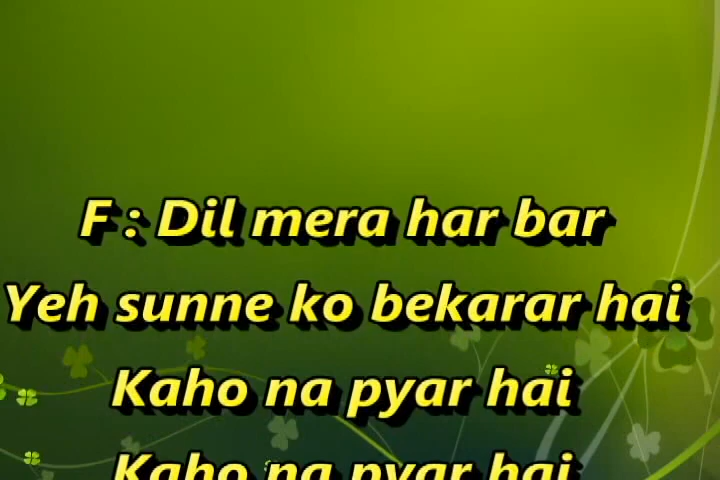 F : Dil mera har bar
Yeh sunne ko bekarar hai
Kaho na pyar hai
Kaho na pyar hai